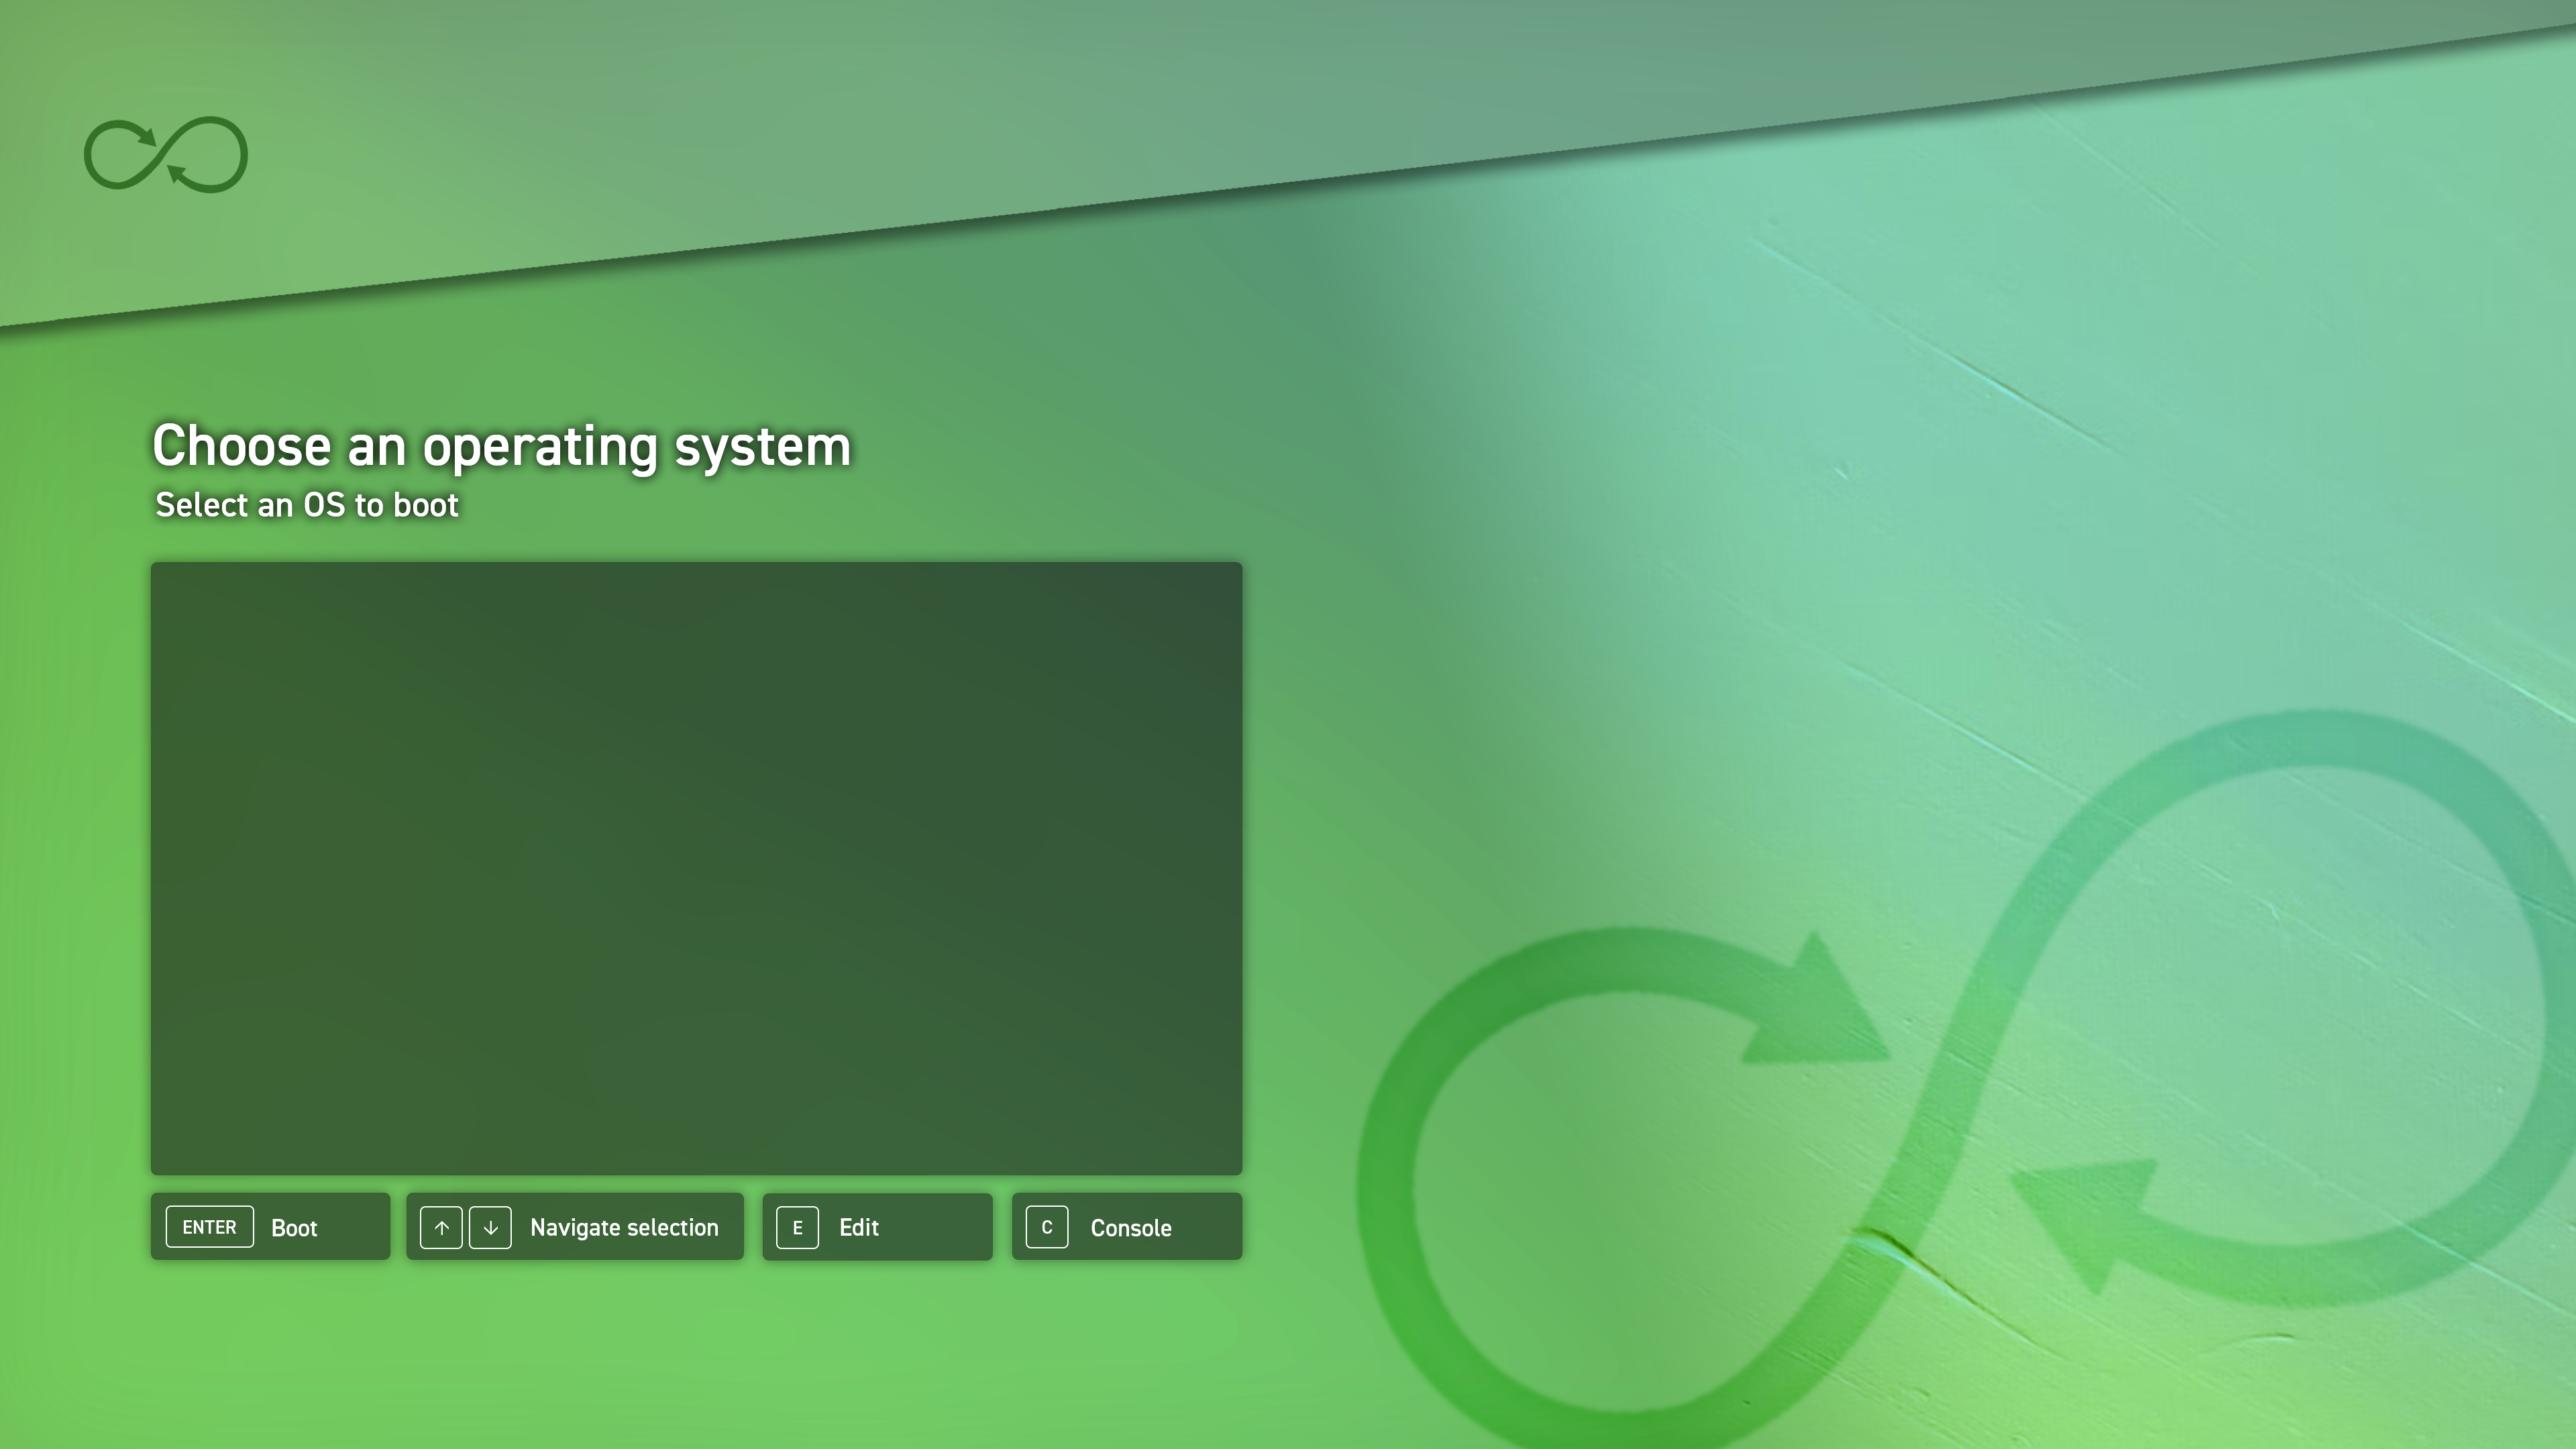 Choose an operating system
Select an OS to boot
ENTER Boot ↑ ↓ Navigate selection E Edit C Console